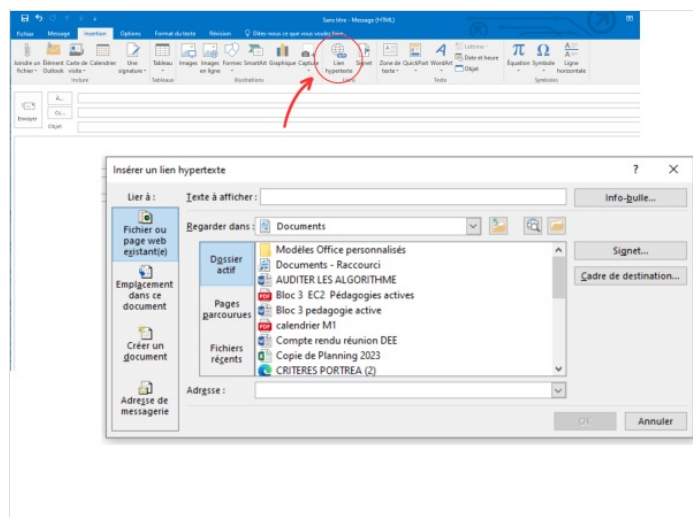 Sans titre - Message (HTML)
Fichier Message Insertion Options Format du texte Révision Dites-nous ce que vous voulez faire...
Joindre un fichier Élément Outlook Carte de visite Calendrier Une signature Tableau Images Images en ligne Formes SmartArt Graphique Capture Lien hypertexte Signet Zone de texte QuickPart WordArt Lettrine Date et heure Objet Équation Symbole Ligne horizontale
Inclure Tableaux Illustrations Liens Texte Symboles
Envoyer
À...
Cc...
Objet
Insérer un lien hypertexte ? X
Lier à : Texte à afficher : Info-bulle...
Fichier ou page web existant(e)
Regarder dans : Documents
Dossier actif
Modèles Office personnalisés
Signet...
Documents - Raccourci
AUDITER LES ALGORITHME
Cadre de destination...
Emplacement dans ce document
Pages parcourues
Bloc 3 EC2 Pédagogies actives
Bloc 3 pedagogie active
calendrier M1
Créer un document
Fichiers récents
Compte rendu réunion DEE
Copie de Planning 2023
CRITERES PORTREA (2)
Adresse de messagerie
Adresse :
OK Annuler